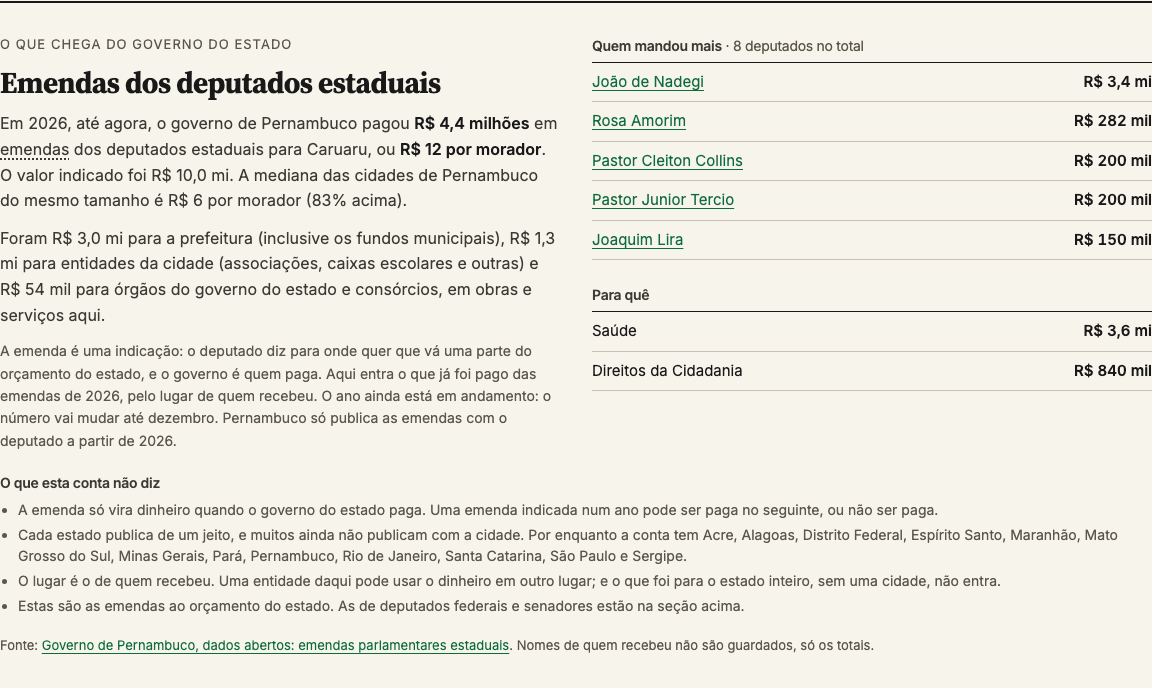 O QUE CHEGA DO GOVERNO DO ESTADO
Emendas dos deputados estaduais
Em 2026, até agora, o governo de Pernambuco pagou R$ 4,4 milhões em
emendas dos deputados estaduais para Caruaru, ou R$ 12 por morador.
O valor indicado foi R$ 10,0 mi. A mediana das cidades de Pernambuco
do mesmo tamanho é R$ 6 por morador (83% acima).
Foram R$ 3,0 mi para a prefeitura (inclusive os fundos municipais), R$ 1,3
mi para entidades da cidade (associações, caixas escolares e outras) e
R$ 54 mil para órgãos do governo do estado e consórcios, em obras e
serviços aqui.
A emenda é uma indicação: o deputado diz para onde quer que vá uma parte do
orçamento do estado, e o governo é quem paga. Aqui entra o que já foi pago das
emendas de 2026, pelo lugar de quem recebeu. O ano ainda está em andamento: o
número vai mudar até dezembro. Pernambuco só publica as emendas com o
deputado a partir de 2026.
Quem mandou mais · 8 deputados no total
João de Nadegi R$ 3,4 mi
Rosa Amorim R$ 282 mil
Pastor Cleiton Collins R$ 200 mil
Pastor Junior Tercio R$ 200 mil
Joaquim Lira R$ 150 mil
Para quê
Saúde R$ 3,6 mi
Direitos da Cidadania R$ 840 mil
O que esta conta não diz
• A emenda só vira dinheiro quando o governo do estado paga. Uma emenda indicada num ano pode ser paga no seguinte, ou não ser paga.
• Cada estado publica de um jeito, e muitos ainda não publicam com a cidade. Por enquanto a conta tem Acre, Alagoas, Distrito Federal, Espírito Santo, Maranhão, Mato
Grosso do Sul, Minas Gerais, Pará, Pernambuco, Rio de Janeiro, Santa Catarina, São Paulo e Sergipe.
• O lugar é o de quem recebeu. Uma entidade daqui pode usar o dinheiro em outro lugar; e o que foi para o estado inteiro, sem uma cidade, não entra.
• Estas são as emendas ao orçamento do estado. As de deputados federais e senadores estão na seção acima.
Fonte: Governo de Pernambuco, dados abertos: emendas parlamentares estaduais. Nomes de quem recebeu não são guardados, só os totais.